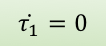 τ̇₁ = 0